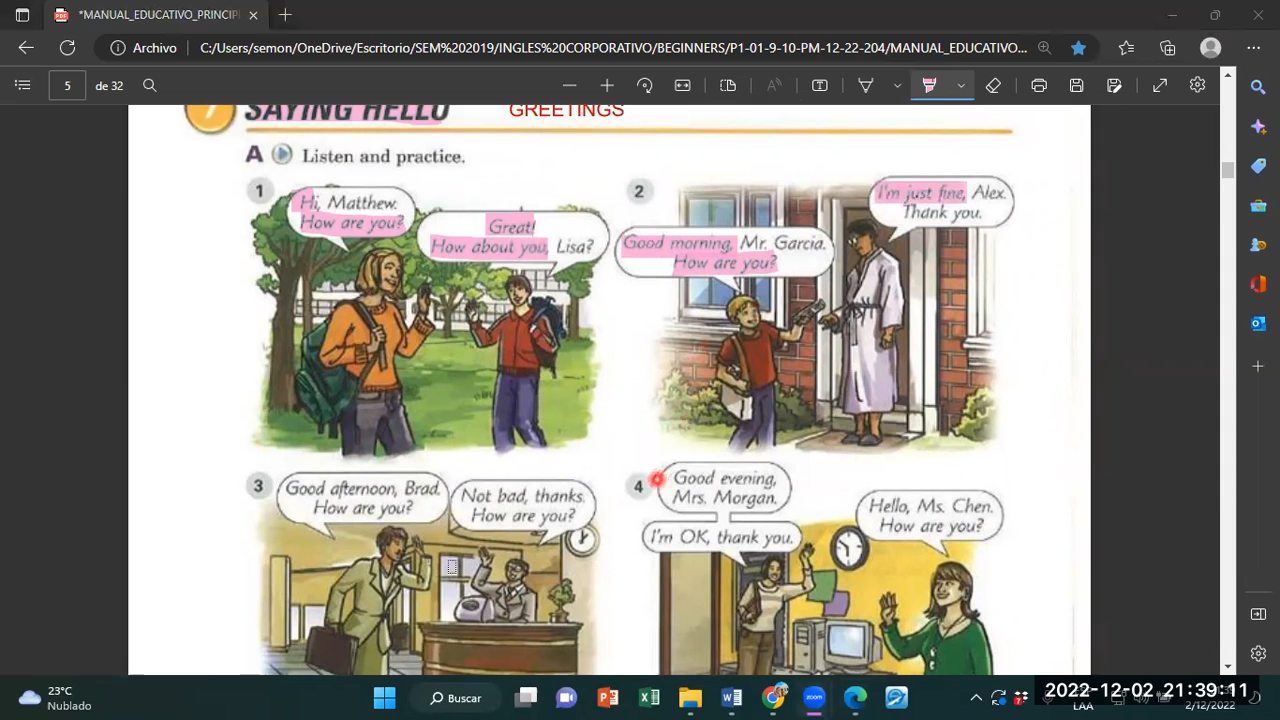 *MANUAL_EDUCATIVO_PRINCIPI
Archivo
C:/Users/semon/OneDrive/Escritorio/SEM%202019/INGLES%20CORPORATIVO/BEGINNERS/P1-01-9-10-PM-12-22-204/MANUAL_EDUCATIVO...
5 de 32
7 SAYING HELLO GREETINGS
A Listen and practice.
1
Hi, Matthew.
How are you?
Great!
How about you, Lisa?
2
Good morning, Mr. Garcia.
How are you?
I'm just fine, Alex.
Thank you.
3
Good afternoon, Brad.
How are you?
Not bad, thanks.
How are you?
4
Good evening,
Mrs. Morgan.
I'm OK, thank you.
Hello, Ms. Chen.
How are you?
23°C
Nublado
Buscar
zoom
LAA
2022-12-02 21:39:11
2/12/2022